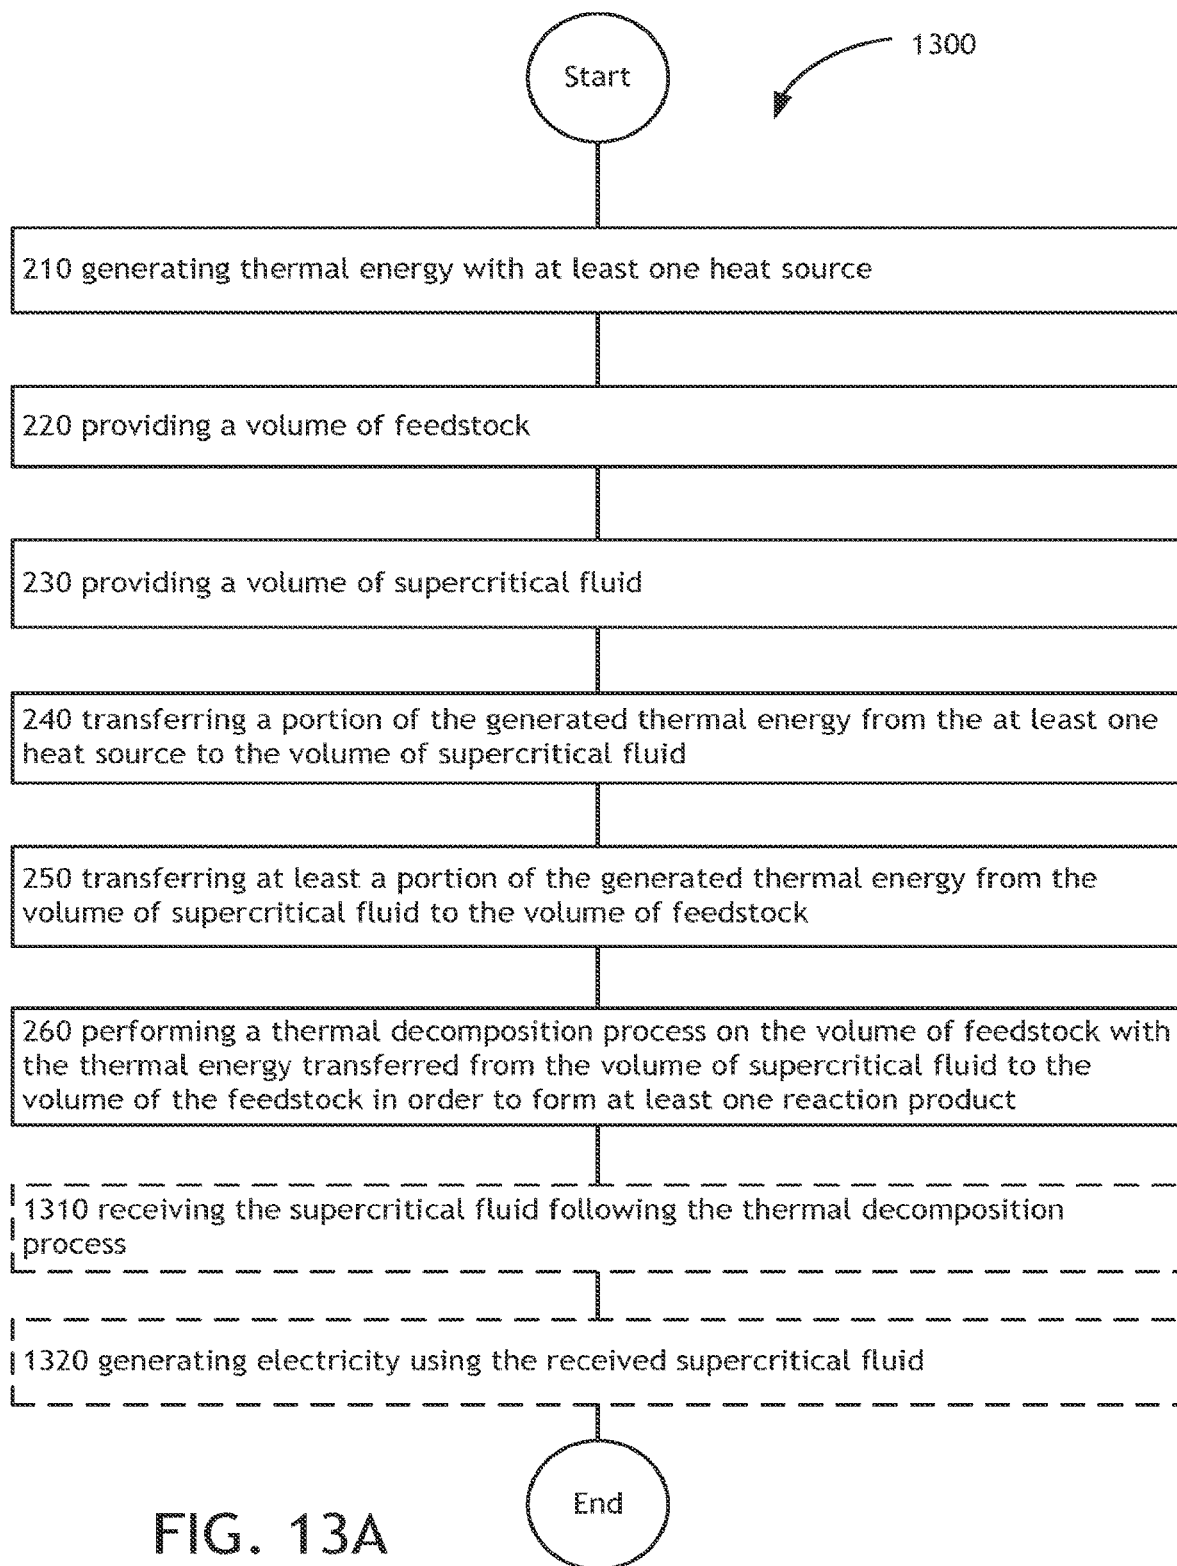 1300
Start
210 generating thermal energy with at least one heat source
220 providing a volume of feedstock
230 providing a volume of supercritical fluid
240 transferring a portion of the generated thermal energy from the at least one
heat source to the volume of supercritical fluid
250 transferring at least a portion of the generated thermal energy from the
volume of supercritical fluid to the volume of feedstock
260 performing a thermal decomposition process on the volume of feedstock with
the thermal energy transferred from the volume of supercritical fluid to the
volume of the feedstock in order to form at least one reaction product
1310 receiving the supercritical fluid following the thermal decomposition
process
1320 generating electricity using the received supercritical fluid
End
FIG. 13A